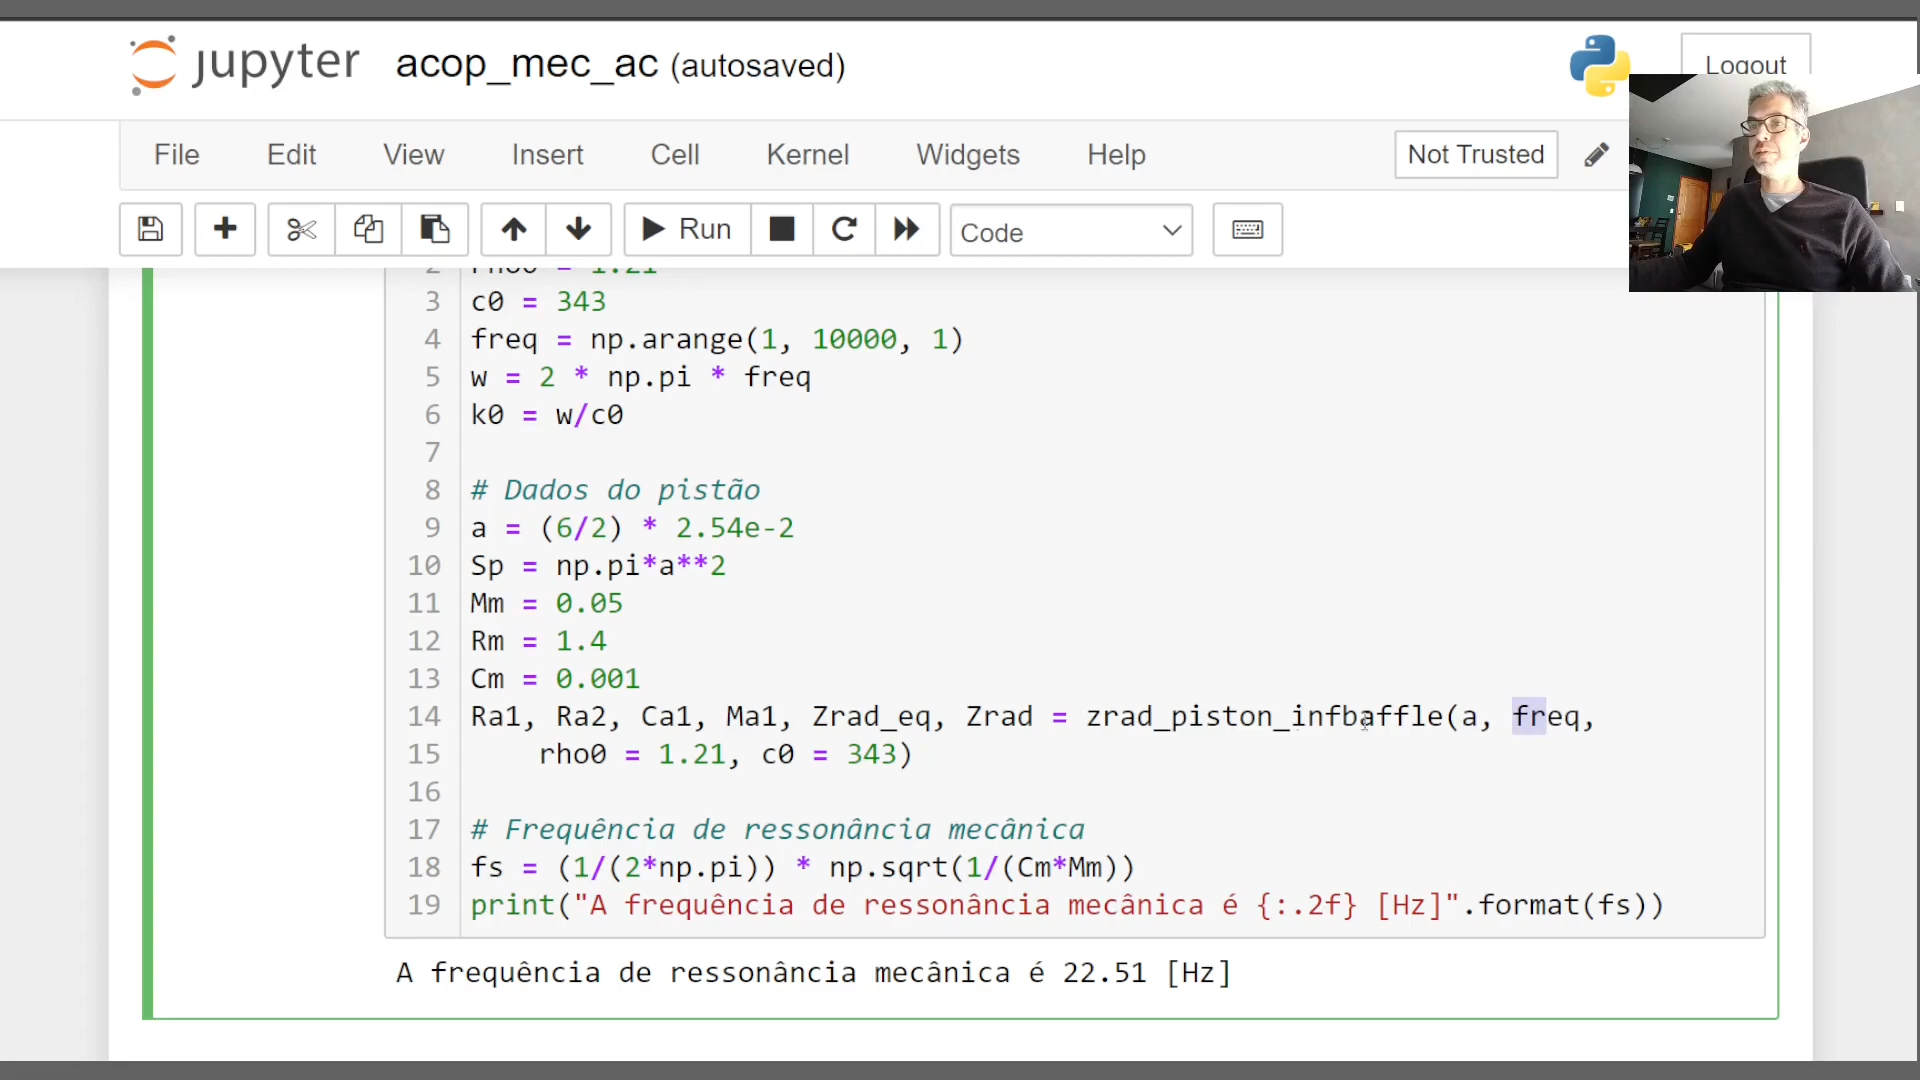 jupyter acop_mec_ac (autosaved)
Logout
File Edit View Insert Cell Kernel Widgets Help Not Trusted
Run Code
2 rho0 = 1.21
3 c0 = 343
4 freq = np.arange(1, 10000, 1)
5 w = 2 * np.pi * freq
6 k0 = w/c0
7
8 # Dados do pistão
9 a = (6/2) * 2.54e-2
10 Sp = np.pi*a**2
11 Mm = 0.05
12 Rm = 1.4
13 Cm = 0.001
14 Ra1, Ra2, Ca1, Ma1, Zrad_eq, Zrad = zrad_piston_infbaffle(a, freq,
15 rho0 = 1.21, c0 = 343)
16
17 # Frequência de ressonância mecânica
18 fs = (1/(2*np.pi)) * np.sqrt(1/(Cm*Mm))
19 print("A frequência de ressonância mecânica é {:.2f} [Hz]".format(fs))
A frequência de ressonância mecânica é 22.51 [Hz]